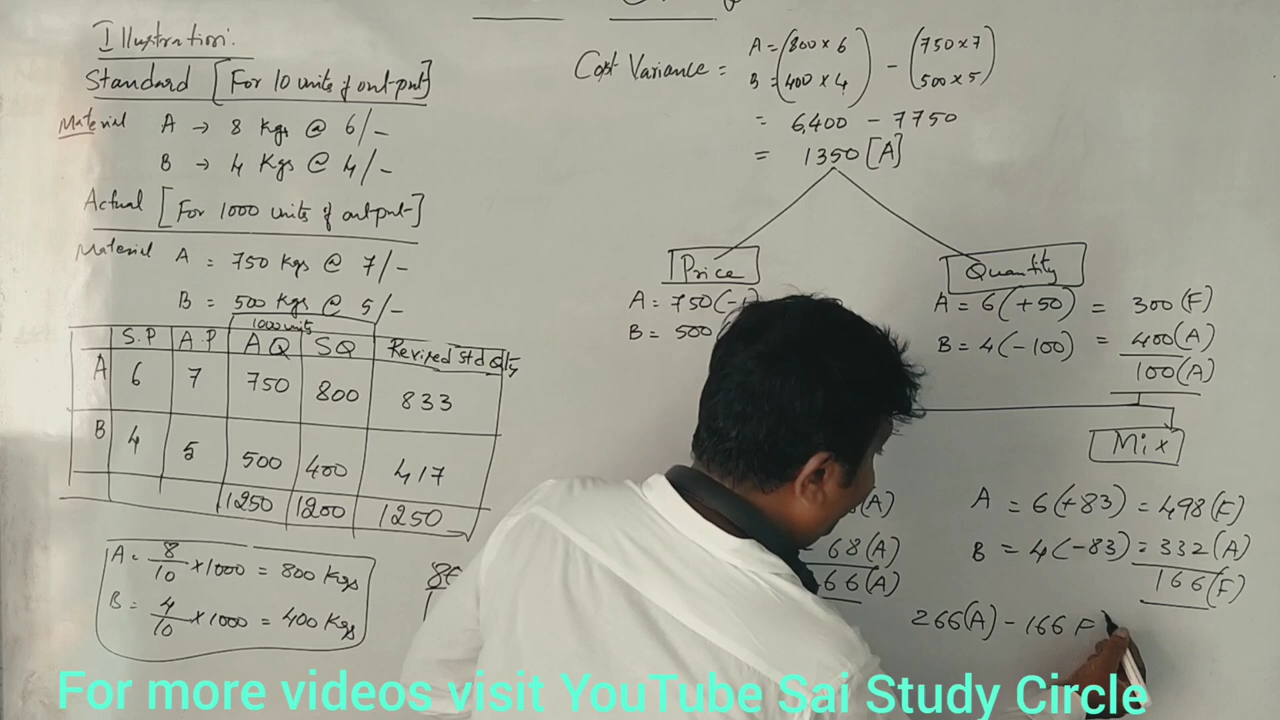 Illustration:
Standard [For 10 units of output]
Material A → 8 Kgs @ 6/-
B → 4 Kgs @ 4/-
Actual [For 1000 units of output]
Material A = 750 Kgs @ 7/-
B = 500 Kgs @ 5/-
1000 units
S.P A.P AQ SQ Revised Std Qty
A 6 7 750 800 833
B 4 5 500 400 417
1250 1200 1250
A = 8/10 × 1000 = 800 Kgs
B = 4/10 × 1000 = 400 Kgs
Cost Variance = A = (800 × 6) - (750 × 7)
B = (400 × 4) (500 × 5)
= 6,400 - 7750
= 1350 [A]
Price
A = 750 (-1
B = 500
Quantity
A = 6 (+50) = 300 (F)
B = 4 (-100) = 400 (A)
100 (A)
(A)
68 (A)
66 (A)
Mix
A = 6 (+83) = 498 (F)
B = 4 (-83) = 332 (A)
166 (F)
266 (A) - 166 F
For more videos visit YouTube Sai Study Circle